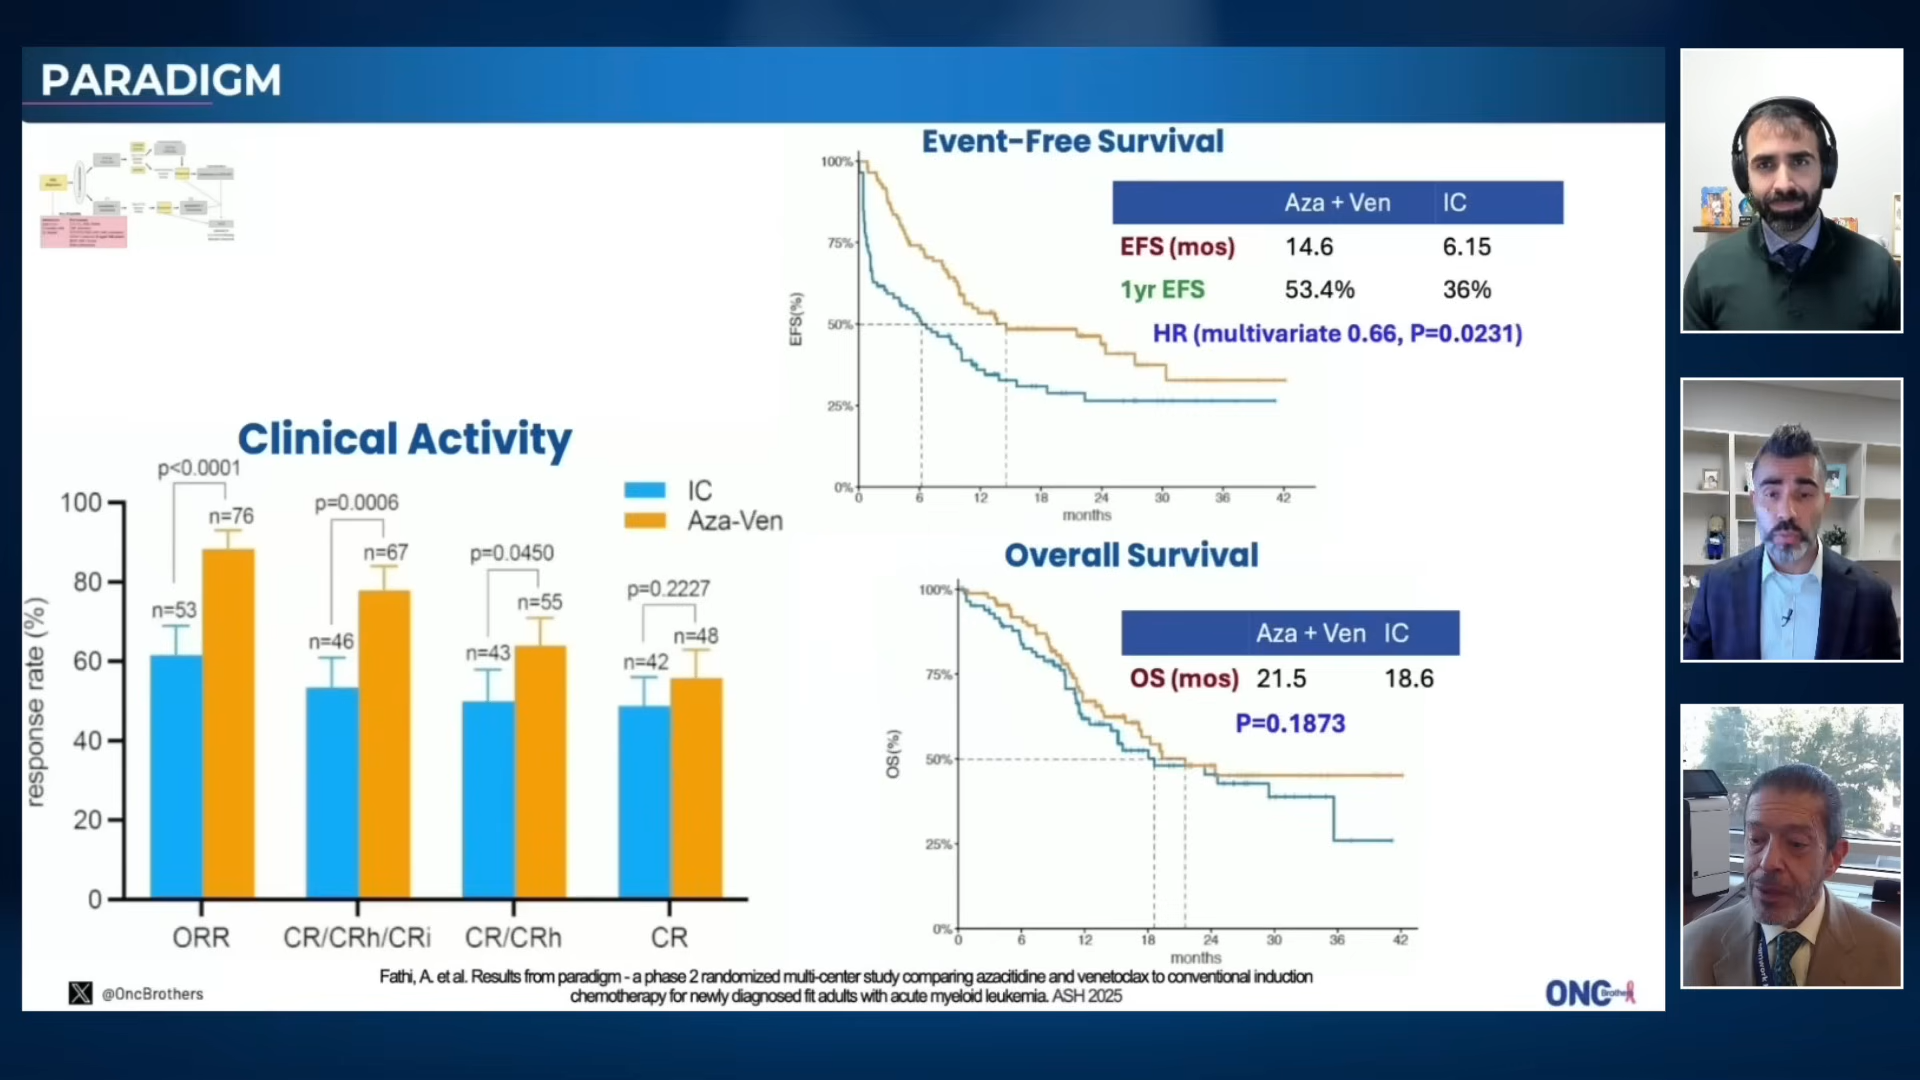 PARADIGM
Event-Free Survival
100%
75%
50%
25%
0%
EFS(%)
0 6 12 18 24 30 36 42
months
Aza + Ven IC
EFS (mos) 14.6 6.15
1yr EFS 53.4% 36%
HR (multivariate 0.66, P=0.0231)
Clinical Activity
IC
Aza-Ven
p<0.0001
p=0.0006
p=0.0450
p=0.2227
n=53
n=76
n=46
n=67
n=43
n=55
n=42
n=48
response rate (%)
100
80
60
40
20
0
ORR CR/CRh/CRi CR/CRh CR
Overall Survival
100%
75%
50%
25%
0%
OS(%)
0 6 12 18 24 30 36 42
months
Aza + Ven IC
OS (mos) 21.5 18.6
P=0.1873
Fathi, A. et al. Results from paradigm - a phase 2 randomized multi-center study comparing azacitidine and venetoclax to conventional induction
chemotherapy for newly diagnosed fit adults with acute myeloid leukemia. ASH 2025
X @OncBrothers
ONC Brothers